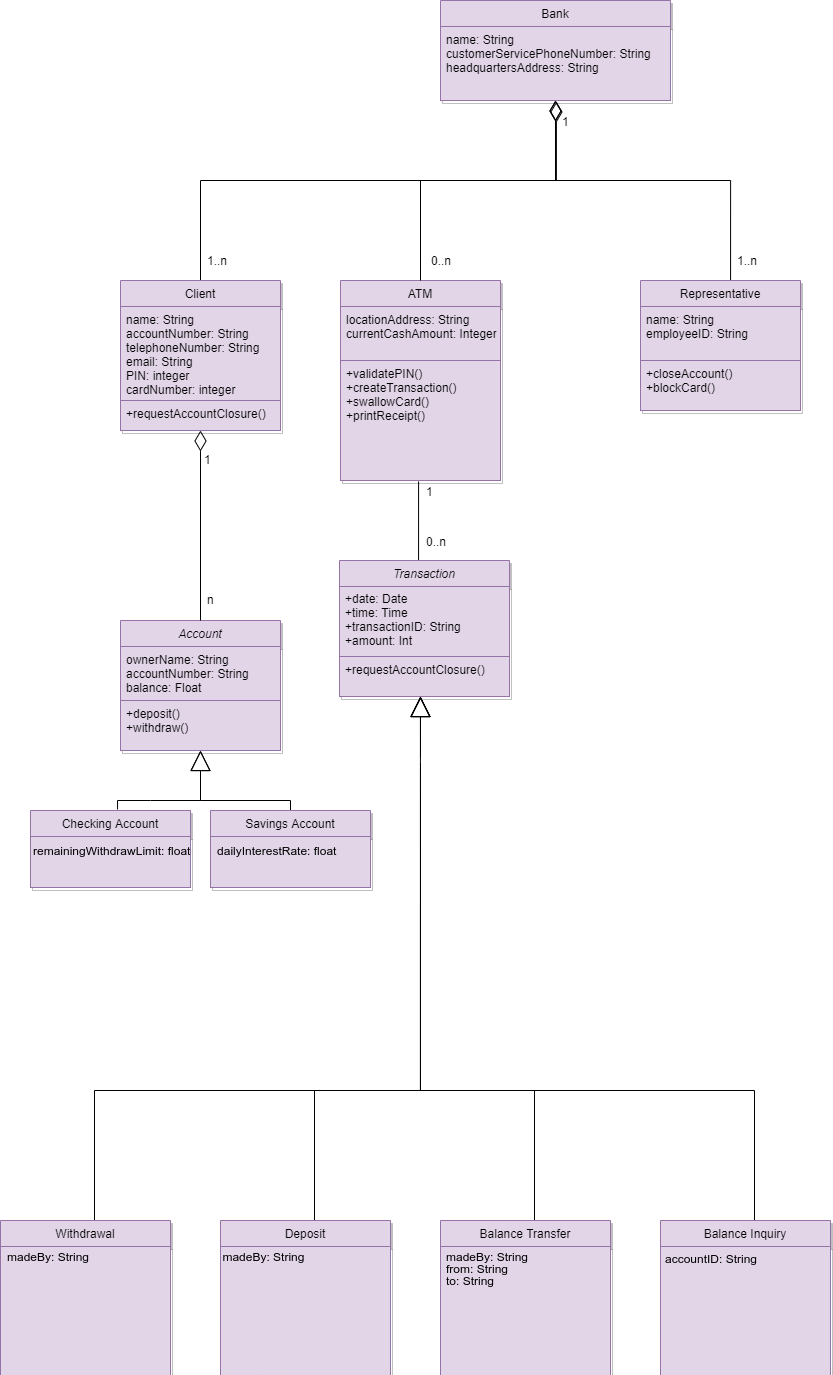 Bank
name: String
customerServicePhoneNumber: String
headquartersAddress: String
1
1..n
0..n
1..n
Client
name: String
accountNumber: String
telephoneNumber: String
email: String
PIN: integer
cardNumber: integer
+requestAccountClosure()
ATM
locationAddress: String
currentCashAmount: Integer
+validatePIN()
+createTransaction()
+swallowCard()
+printReceipt()
Representative
name: String
employeeID: String
+closeAccount()
+blockCard()
1
n
1
0..n
Account
ownerName: String
accountNumber: String
balance: Float
+deposit()
+withdraw()
Transaction
+date: Date
+time: Time
+transactionID: String
+amount: Int
+requestAccountClosure()
Checking Account
remainingWithdrawLimit: float
Savings Account
dailyInterestRate: float
Withdrawal
madeBy: String
Deposit
madeBy: String
Balance Transfer
madeBy: String
from: String
to: String
Balance Inquiry
accountID: String